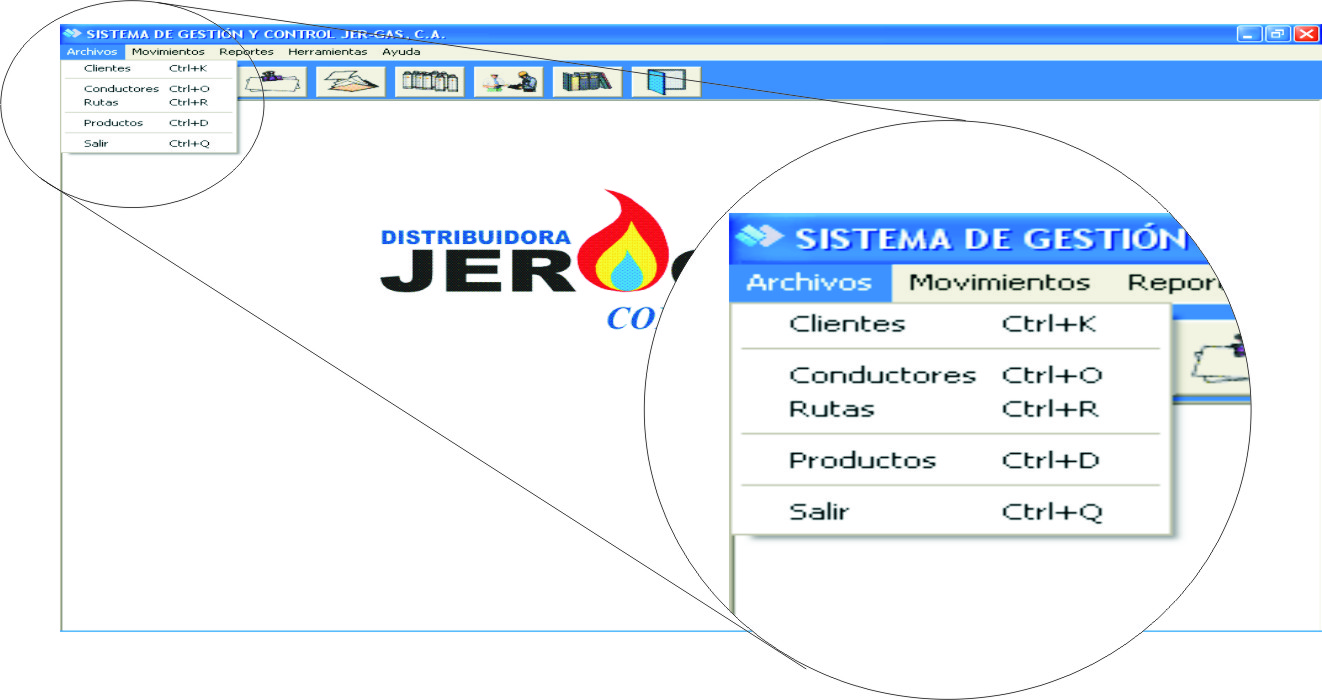 SISTEMA DE GESTIÓN Y CONTROL JER-GAS, C.A.
Archivos Movimientos Reportes Herramientas Ayuda
Clientes Ctrl+K
Conductores Ctrl+O
Rutas Ctrl+R
Productos Ctrl+D
Salir Ctrl+Q
DISTRIBUIDORA
JER
CO
SISTEMA DE GESTIÓN
Archivos Movimientos Repor
Clientes Ctrl+K
Conductores Ctrl+O
Rutas Ctrl+R
Productos Ctrl+D
Salir Ctrl+Q